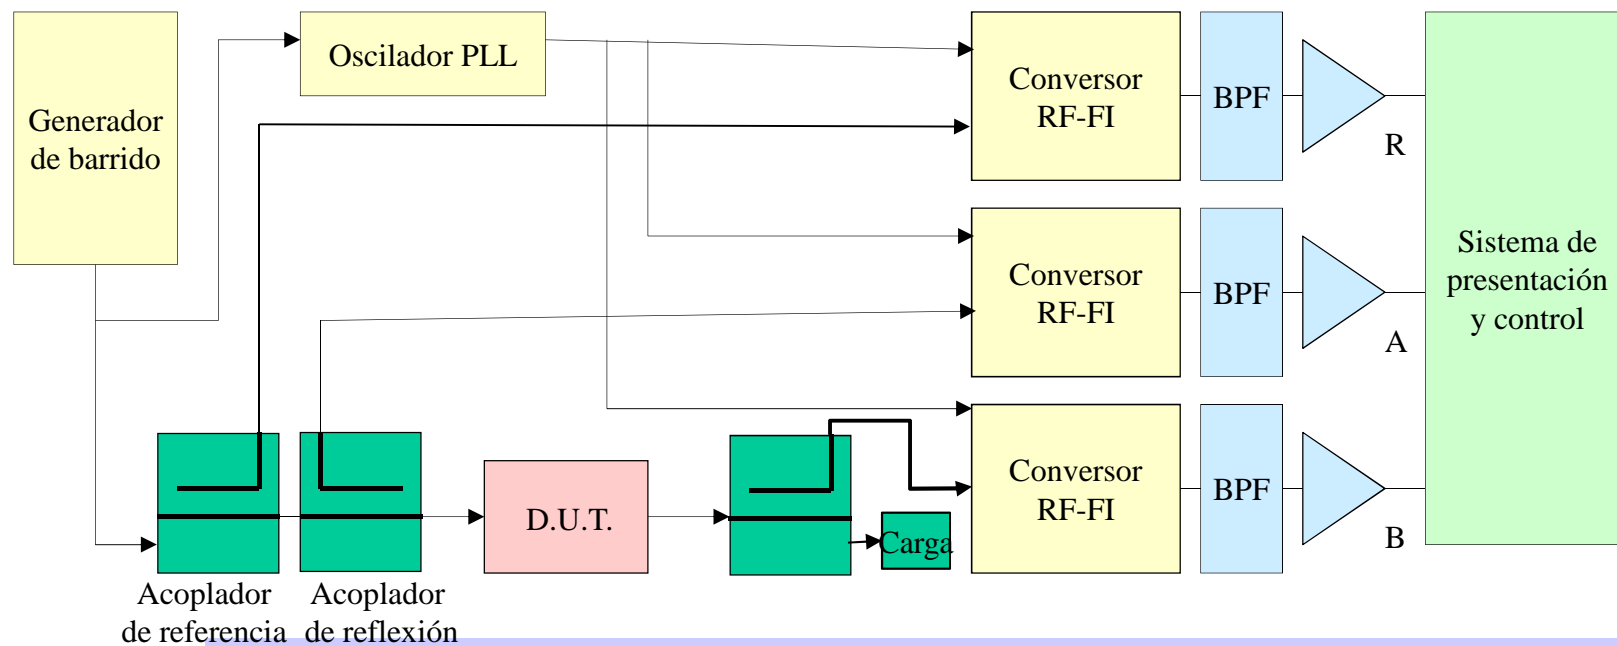 Generador
de barrido
Oscilador PLL
Conversor
RF-FI
BPF
R
Conversor
RF-FI
BPF
A
Sistema de
presentación
y control
Conversor
RF-FI
BPF
B
D.U.T.
Carga
Acoplador
de referencia
Acoplador
de reflexión